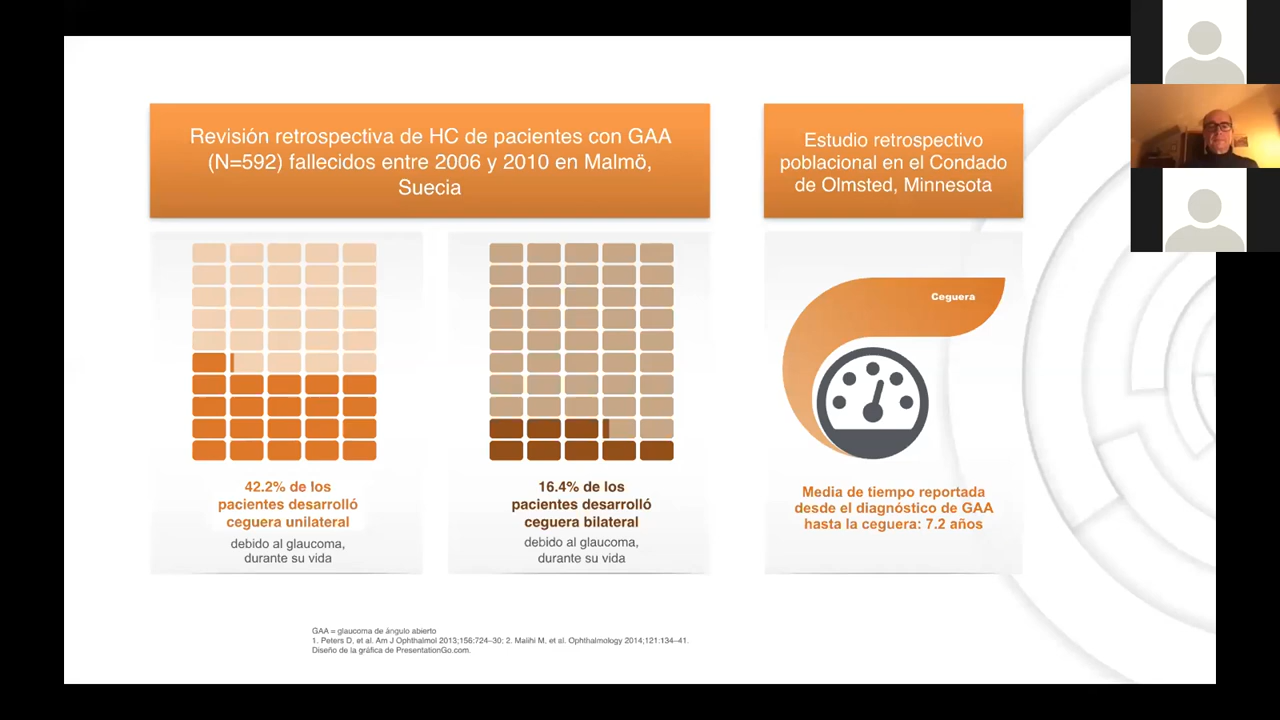 Revisión retrospectiva de HC de pacientes con GAA
(N=592) fallecidos entre 2006 y 2010 en Malmö,
Suecia
Estudio retrospectivo
poblacional en el Condado
de Olmsted, Minnesota
42.2% de los
pacientes desarrolló
ceguera unilateral
debido al glaucoma,
durante su vida
16.4% de los
pacientes desarrolló
ceguera bilateral
debido al glaucoma,
durante su vida
Ceguera
Media de tiempo reportada
desde el diagnóstico de GAA
hasta la ceguera: 7.2 años
GAA = glaucoma de ángulo abierto
1. Peters D. et al. Am J Ophthalmol 2013;156:724–30; 2. Malihi M. et al. Ophthalmology 2014;121:134–41.
Diseño de la gráfica de PresentationGo.com.